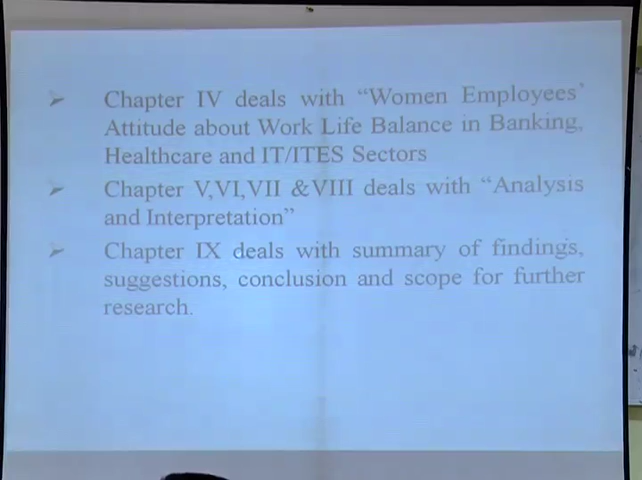 ➢ Chapter IV deals with “Women Employees’
Attitude about Work Life Balance in Banking,
Healthcare and IT/ITES Sectors
➢ Chapter V,VI,VII &VIII deals with “Analysis
and Interpretation”
➢ Chapter IX deals with summary of findings,
suggestions, conclusion and scope for further
research.